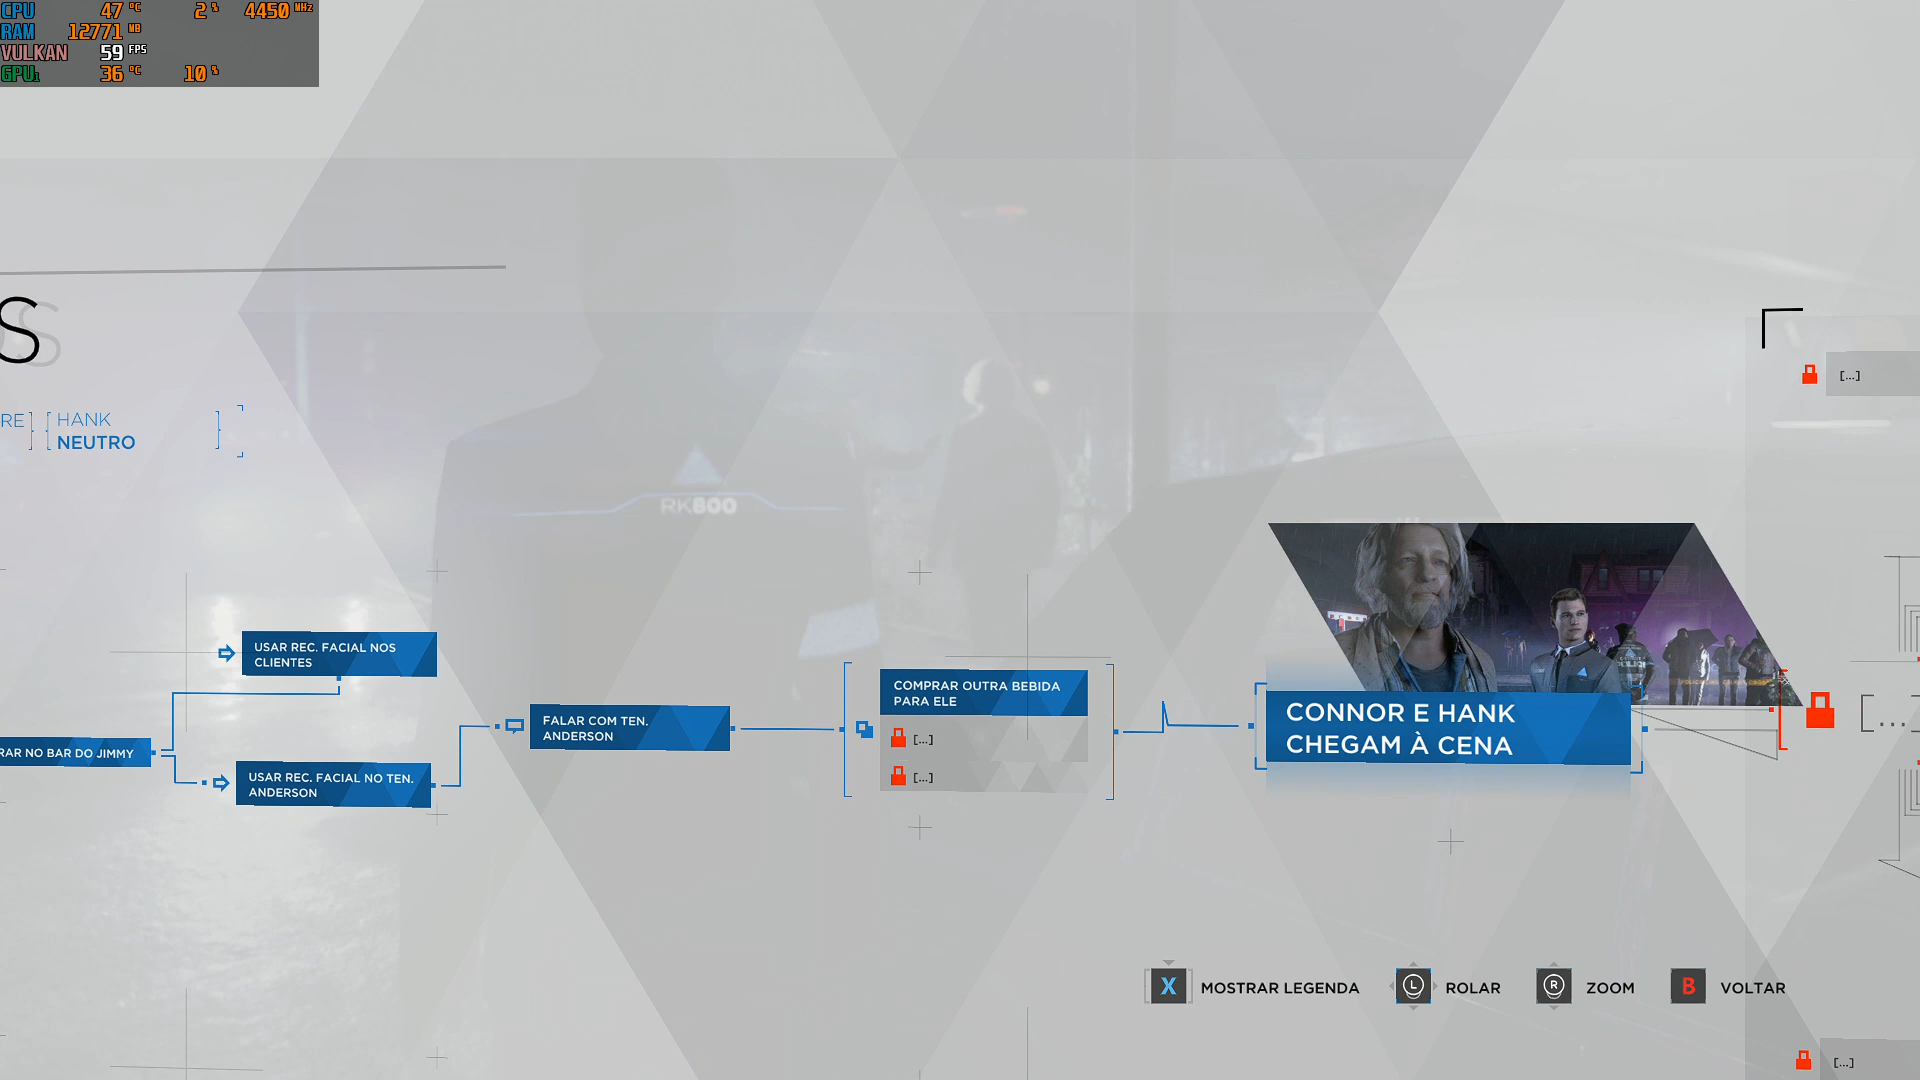 CPU 47 °C 2 % 4450 MHz
RAM 12771 MB
VULKAN 59 FPS
GPU1 36 °C 10 %
S
RE
HANK
NEUTRO
RK800
[...]
USAR REC. FACIAL NOS
CLIENTES
RAR NO BAR DO JIMMY
USAR REC. FACIAL NO TEN.
ANDERSON
FALAR COM TEN.
ANDERSON
COMPRAR OUTRA BEBIDA
PARA ELE
[...]
[...]
CONNOR E HANK
CHEGAM À CENA
[...
X MOSTRAR LEGENDA
L ROLAR
R ZOOM
B VOLTAR
[...]